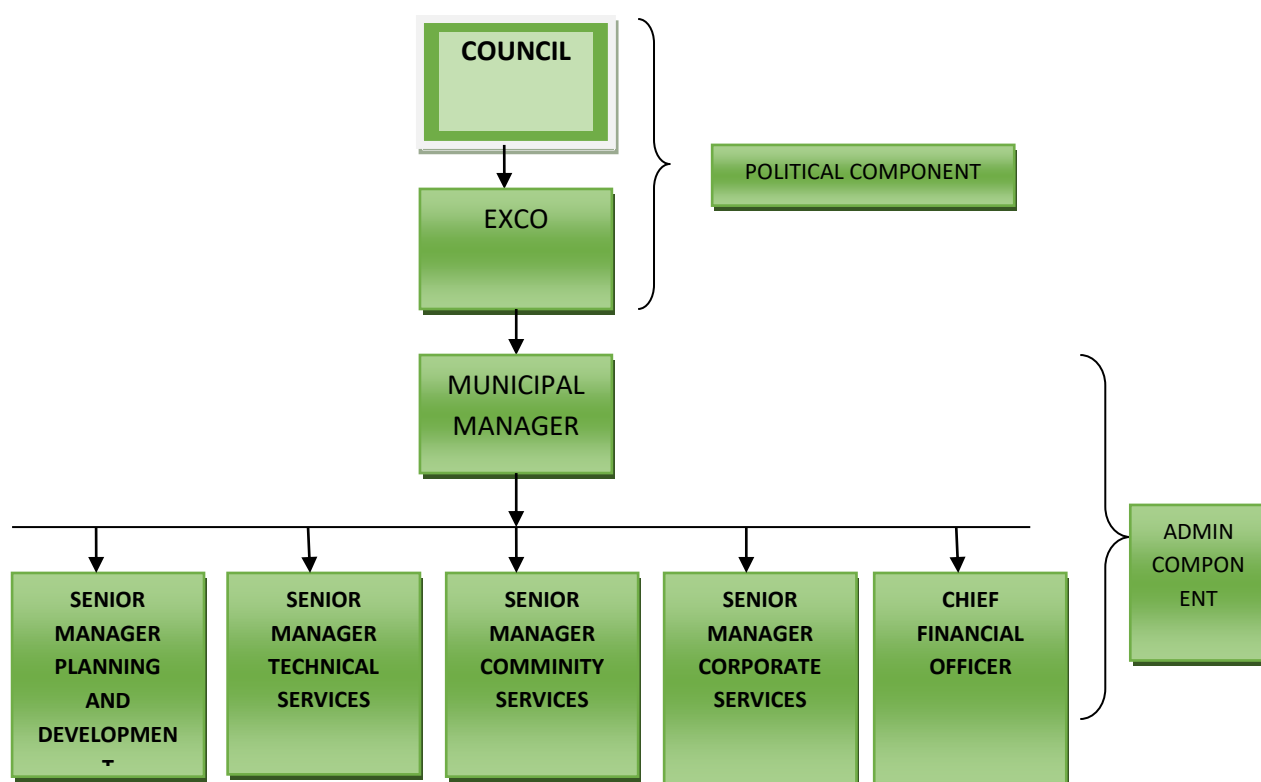 COUNCIL
POLITICAL COMPONENT
EXCO
MUNICIPAL
MANAGER
ADMIN
COMPON
ENT
SENIOR
MANAGER
PLANNING
AND
DEVELOPMEN
T
SENIOR
MANAGER
TECHNICAL
SERVICES
SENIOR
MANAGER
COMMINITY
SERVICES
SENIOR
MANAGER
CORPORATE
SERVICES
CHIEF
FINANCIAL
OFFICER